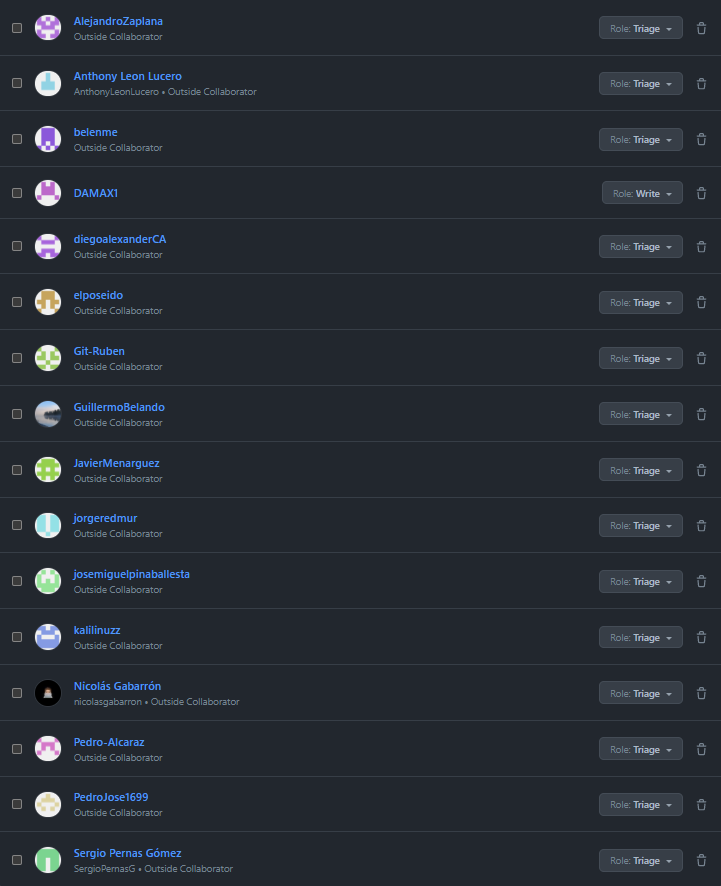 AlejandroZaplana
Outside Collaborator
Role: Triage
Anthony Leon Lucero
AnthonyLeonLucero • Outside Collaborator
Role: Triage
belenme
Outside Collaborator
Role: Triage
DAMAX1
Role: Write
diegoalexanderCA
Outside Collaborator
Role: Triage
elposeido
Outside Collaborator
Role: Triage
Git-Ruben
Outside Collaborator
Role: Triage
GuillermoBelando
Outside Collaborator
Role: Triage
JavierMenarguez
Outside Collaborator
Role: Triage
jorgeredmur
Outside Collaborator
Role: Triage
josemiguelpinaballesta
Outside Collaborator
Role: Triage
kalilinuzz
Outside Collaborator
Role: Triage
Nicolás Gabarrón
nicolasgabarron • Outside Collaborator
Role: Triage
Pedro-Alcaraz
Outside Collaborator
Role: Triage
PedroJose1699
Outside Collaborator
Role: Triage
Sergio Pernas Gómez
SergioPernasG • Outside Collaborator
Role: Triage